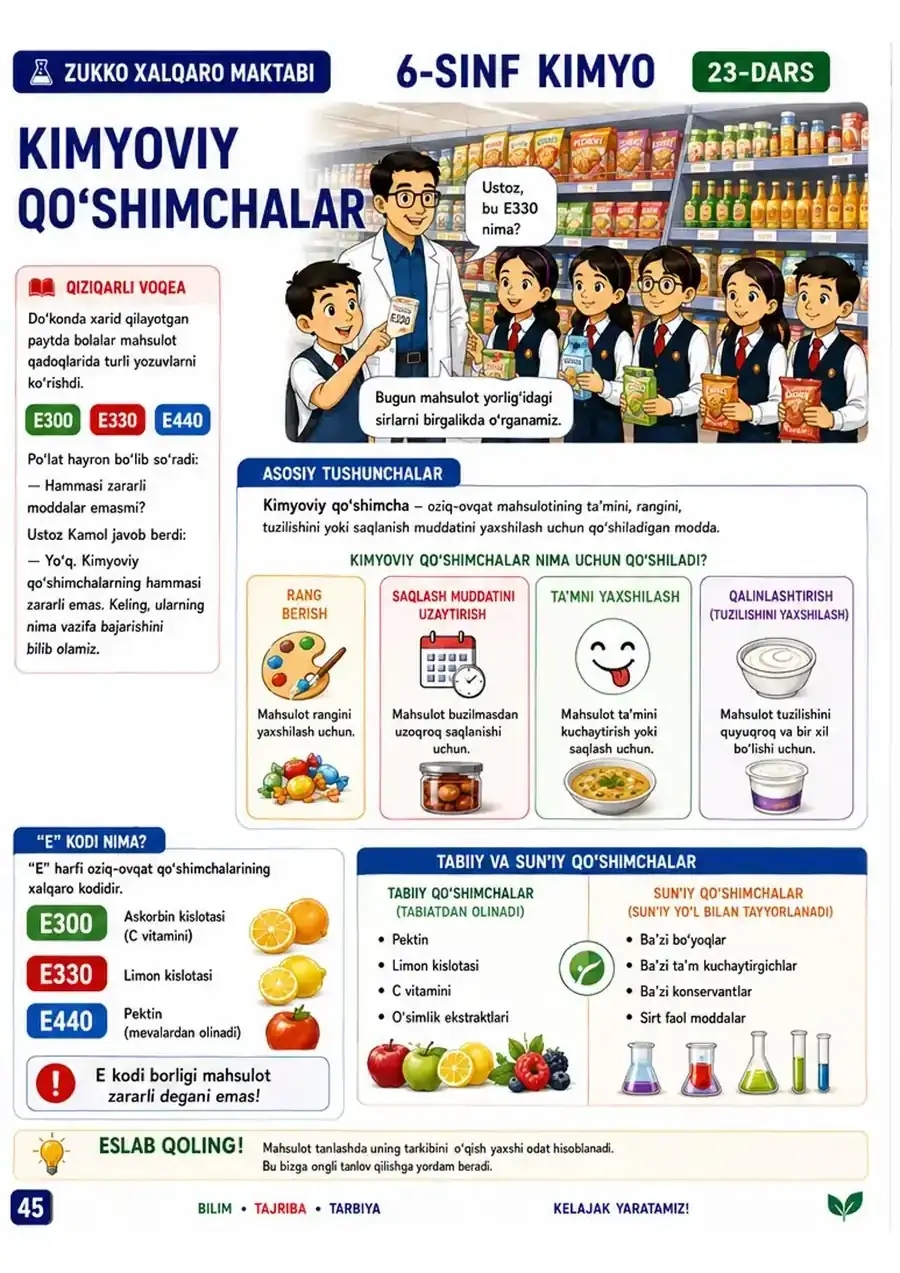 ZUKKO XALQARO MAKTABI
6-SINF KIMYO
23-DARS
KIMYOVIY
QO‘SHIMCHALAR
Ustoz,
bu E330
nima?
E300
Bugun mahsulot yorlig‘idagi
sirlarni birgalikda o‘rganamiz.
QIZIQARLI VOQEA
Do‘konda xarid qilayotgan
paytda bolalar mahsulot
qadoqlarida turli yozuvlarni
ko‘rishdi.
E300 E330 E440
Po‘lat hayron bo‘lib so‘radi:
— Hammasi zararli
moddalar emasmi?
Ustoz Kamol javob berdi:
— Yo‘q. Kimyoviy
qo‘shimchalarning hammasi
zararli emas. Keling, ularning
nima vazifa bajarishini
bilib olamiz.
ASOSIY TUSHUNCHALAR
Kimyoviy qo‘shimcha – oziq-ovqat mahsulotining ta’mini, rangini,
tuzilishini yoki saqlanish muddatini yaxshilash uchun qo‘shiladigan modda.
KIMYOVIY QO‘SHIMCHALAR NIMA UCHUN QO‘SHILADI?
RANG
BERISH
Mahsulot rangini
yaxshilash uchun.
SAQLASH MUDDATINI
UZAYTIRISH
Mahsulot buzilmasdan
uzoqroq saqlanishi
uchun.
TA’MNI YAXSHILASH
Mahsulot ta’mini
kuchaytirish yoki
saqlash uchun.
QALINLASHTIRISH
(TUZILISHINI YAXSHILASH)
Mahsulot tuzilishini
quyuqroq va bir xil
bo‘lishi uchun.
“E” KODI NIMA?
“E” harfi oziq-ovqat qo‘shimchalarining
xalqaro kodidir.
E300 Askorbin kislotasi
(C vitamini)
E330 Limon kislotasi
E440 Pektin
(mevalardan olinadi)
E kodi borligi mahsulot
zararli degani emas!
TABIIY VA SUN’IY QO‘SHIMCHALAR
TABIIY QO‘SHIMCHALAR
(TABIATDAN OLINADI)
• Pektin
• Limon kislotasi
• C vitamini
• O‘simlik ekstraktlari
SUN’IY QO‘SHIMCHALAR
(SUN’IY YO‘L BILAN TAYYORLANADI)
• Ba’zi bo‘yoqlar
• Ba’zi ta’m kuchaytirgichlar
• Ba’zi konservantlar
• Sirt faol moddalar
ESLAB QOLING!
Mahsulot tanlashda uning tarkibini o‘qish yaxshi odat hisoblanadi.
Bu bizga ongli tanlov qilishga yordam beradi.
45
BILIM • TAJRIBA • TARBIYA
KELAJAK YARATAMIZ!